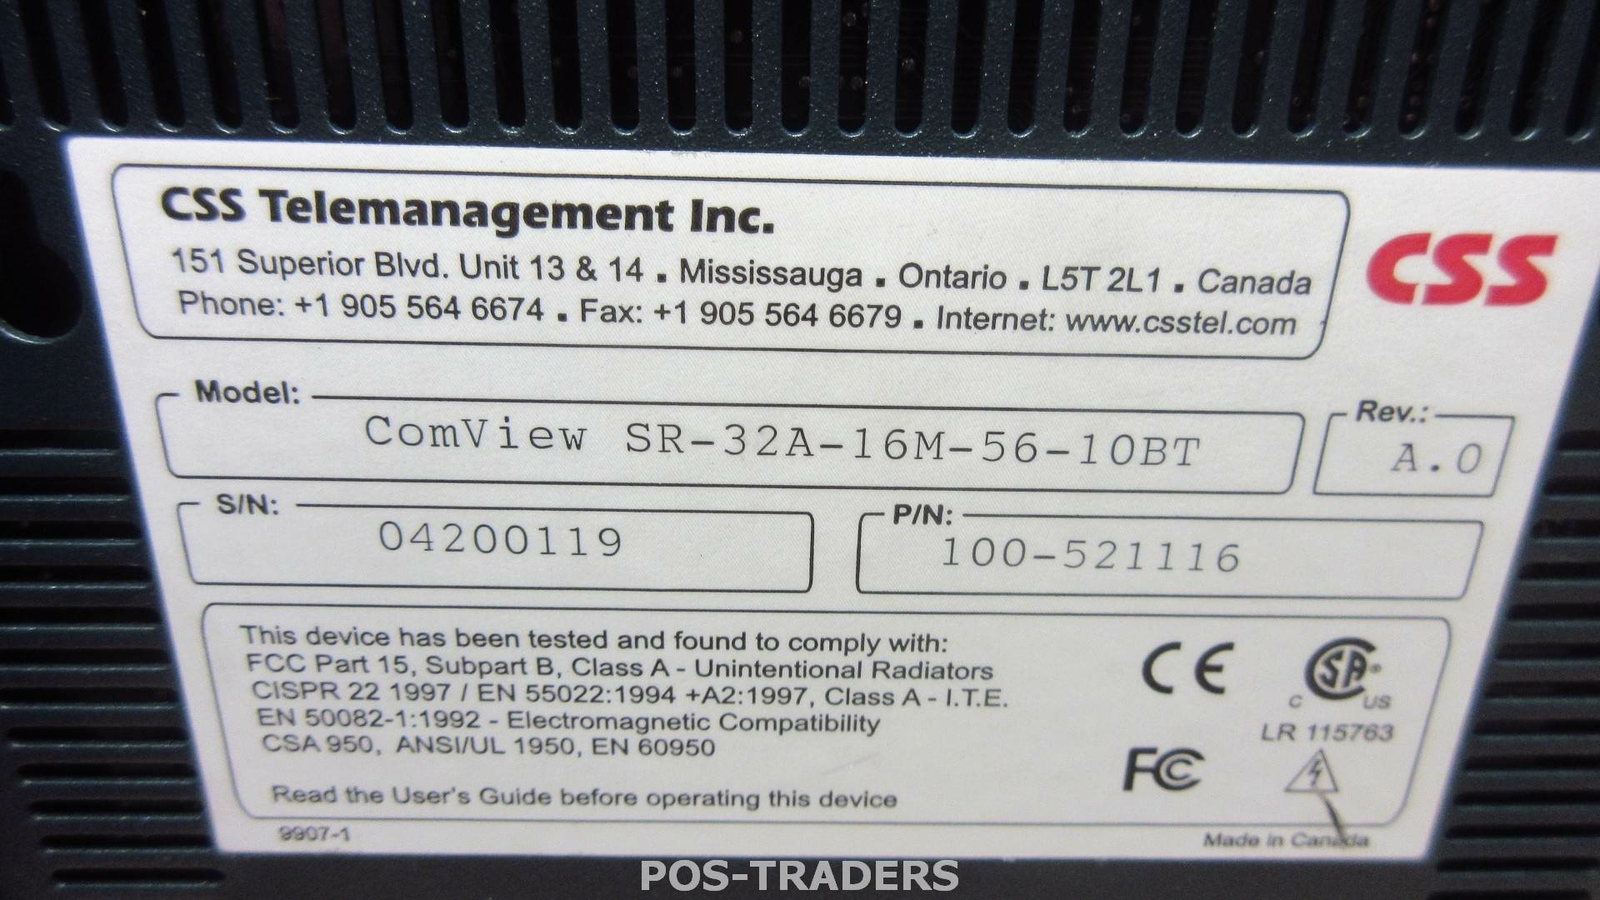 CSS Telemanagement Inc.
151 Superior Blvd. Unit 13 & 14 ▪ Mississauga ▪ Ontario ▪ L5T 2L1 ▪ Canada
Phone: +1 905 564 6674 ▪ Fax: +1 905 564 6679 ▪ Internet: www.csstel.com
CSS
Model:
ComView SR-32A-16M-56-10BT
Rev.:
A.0
S/N:
04200119
P/N:
100-521116
This device has been tested and found to comply with:
FCC Part 15, Subpart B, Class A - Unintentional Radiators
CISPR 22 1997 / EN 55022:1994 +A2:1997, Class A - I.T.E.
EN 50082-1:1992 - Electromagnetic Compatibility
CSA 950, ANSI/UL 1950, EN 60950
Read the User's Guide before operating this device
CE
SA®
C US
LR 115763
FC
9907-1
Made in Canada
POS-TRADERS